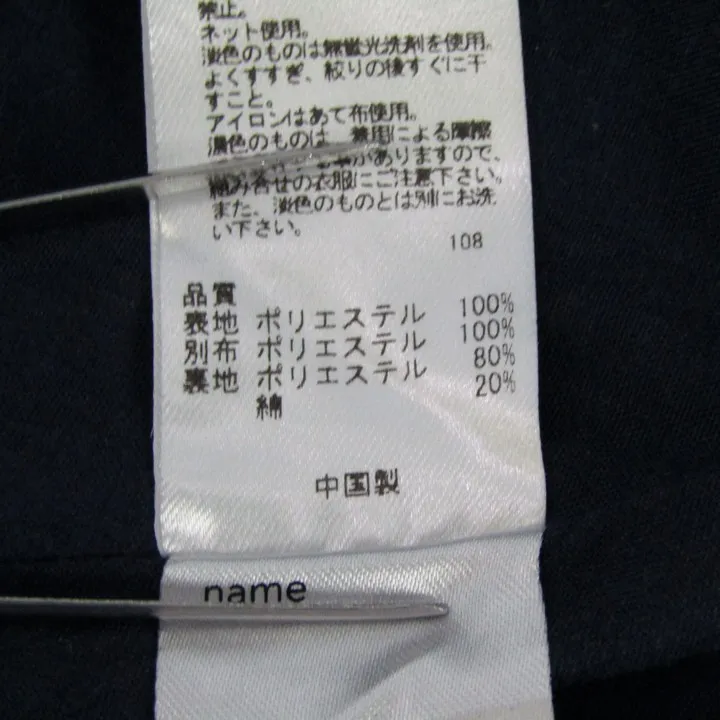 禁止。
ネット使用。
淡色のものは無蛍光洗剤を使用。
よくすすぎ、絞りの後すぐに干
すこと。
アイロンはあて布使用。
濃色のものは、着用による摩擦
がありますので、
組み合せの衣服にご注意下さい。
また、淡色のものとは別にお洗
い下さい。
108
品質
表地 ポリエステル 100%
別布 ポリエステル 100%
裏地 ポリエステル 80%
綿 20%
中国製
name